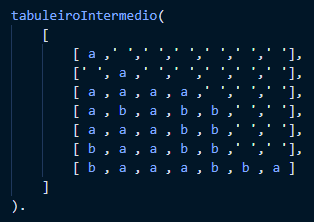 tabuleiroIntermedio(
[
[ a ,' ',' ',' ',' ',' ',' '],
[' ', a ,' ',' ',' ',' ',' '],
[ a , a , a , a ,' ',' ',' '],
[ a , b , a , b , b ,' ',' '],
[ a , a , a , b , b ,' ',' '],
[ b , a , a , b , b ,' ',' '],
[ b , a , a , a , b , b , a ]
]
).